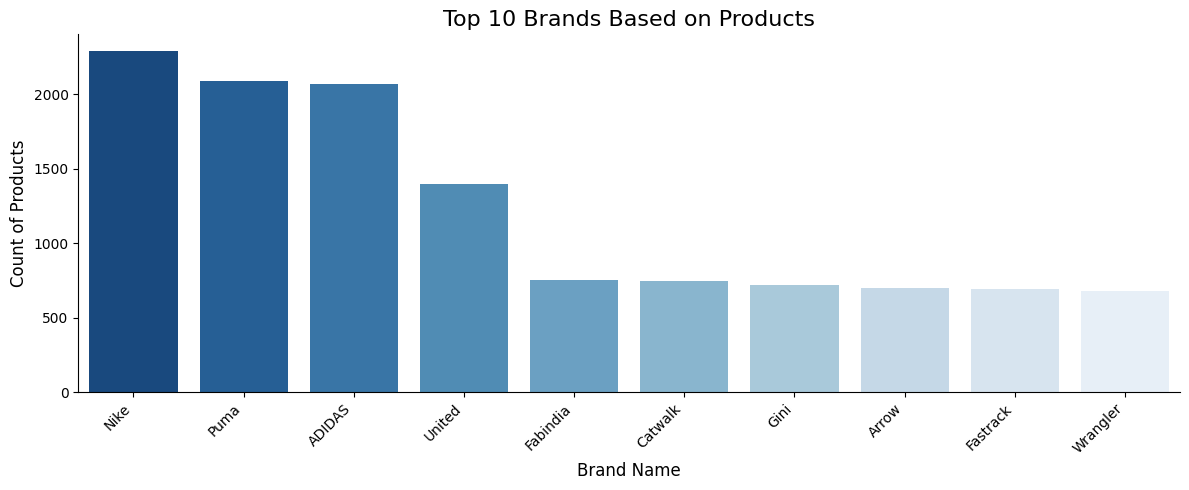 Top 10 Brands Based on Products
Count of Products
2000
1500
1000
500
0
Nike
Puma
ADIDAS
United
Fabindia
Catwalk
Gini
Arrow
Fastrack
Wrangler
Brand Name